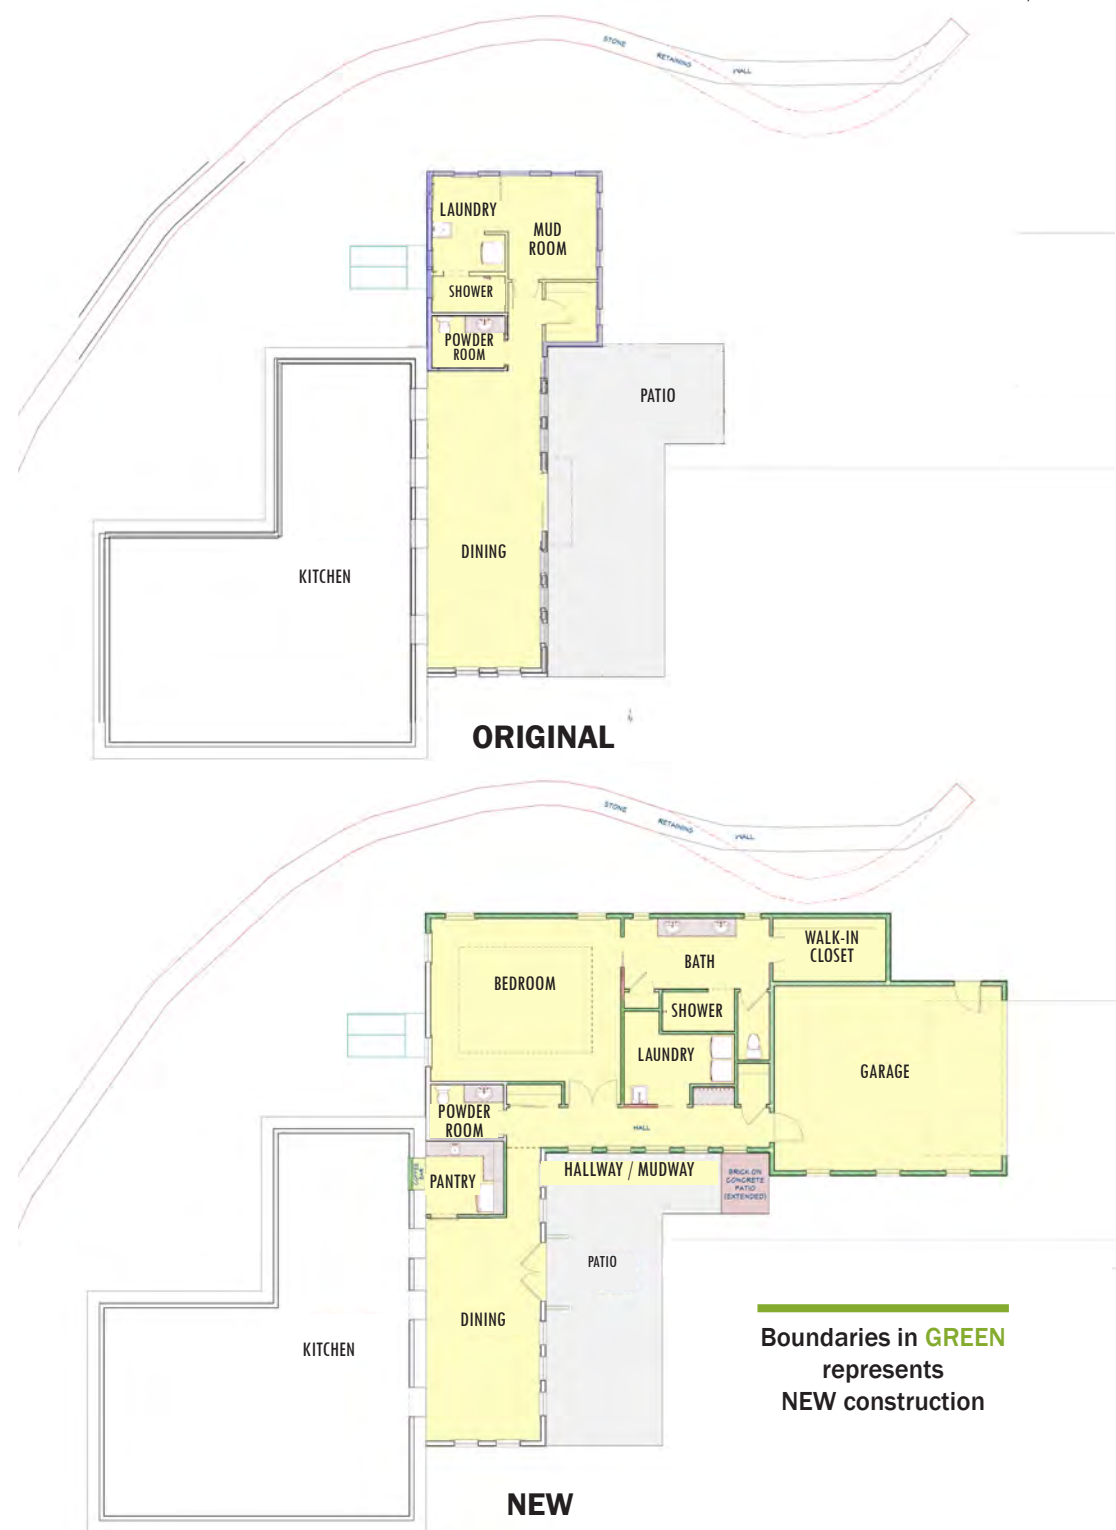 STONE
RETAINING
WALL
LAUNDRY
MUD
ROOM
SHOWER
POWDER
ROOM
PATIO
DINING
KITCHEN
ORIGINAL
STONE
RETAINING
WALL
WALK-IN
CLOSET
BATH
BEDROOM
SHOWER
LAUNDRY
GARAGE
POWDER
ROOM
HALL
HALLWAY / MUDWAY
PANTRY
COFFEE
BAR
BRICK ON
CONCRETE
PATIO
(EXTENDED)
PATIO
DINING
KITCHEN
Boundaries in GREEN
represents
NEW construction
NEW